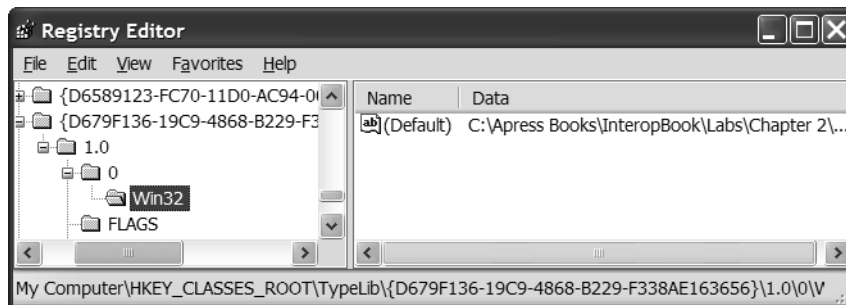 Registry Editor
File Edit View Favorites Help
{D6589123-FC70-11D0-AC94-0
{D679F136-19C9-4868-B229-F3
1.0
0
Win32
FLAGS
Name Data
ab (Default) C:\Apress Books\InteropBook\Labs\Chapter 2\...
My Computer\HKEY_CLASSES_ROOT\TypeLib\{D679F136-19C9-4868-B229-F338AE163656}\1.0\0\